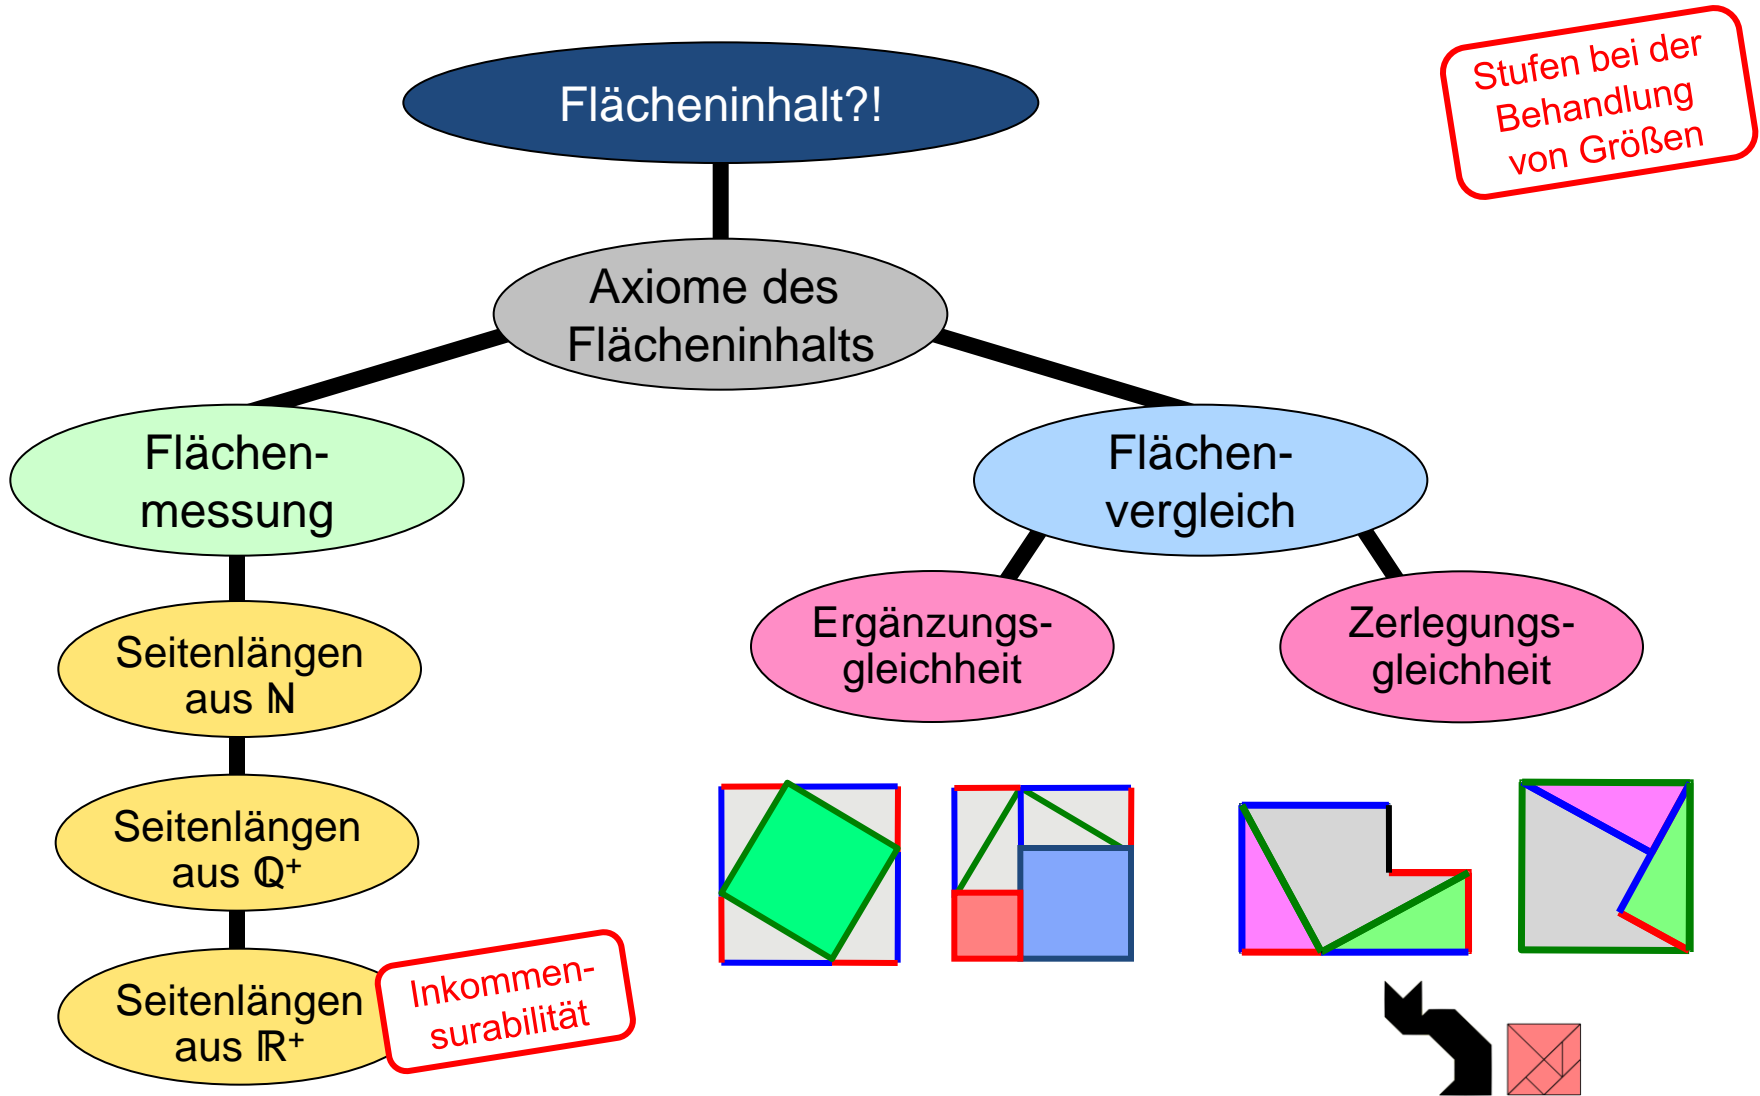 Flächeninhalt?!
Stufen bei der
Behandlung
von Größen
Axiome des
Flächeninhalts
Flächen-
messung
Flächen-
vergleich
Seitenlängen
aus ℕ
Ergänzungs-
gleichheit
Zerlegungs-
gleichheit
Seitenlängen
aus ℚ⁺
Seitenlängen
aus ℝ⁺
Inkommen-
surabilität